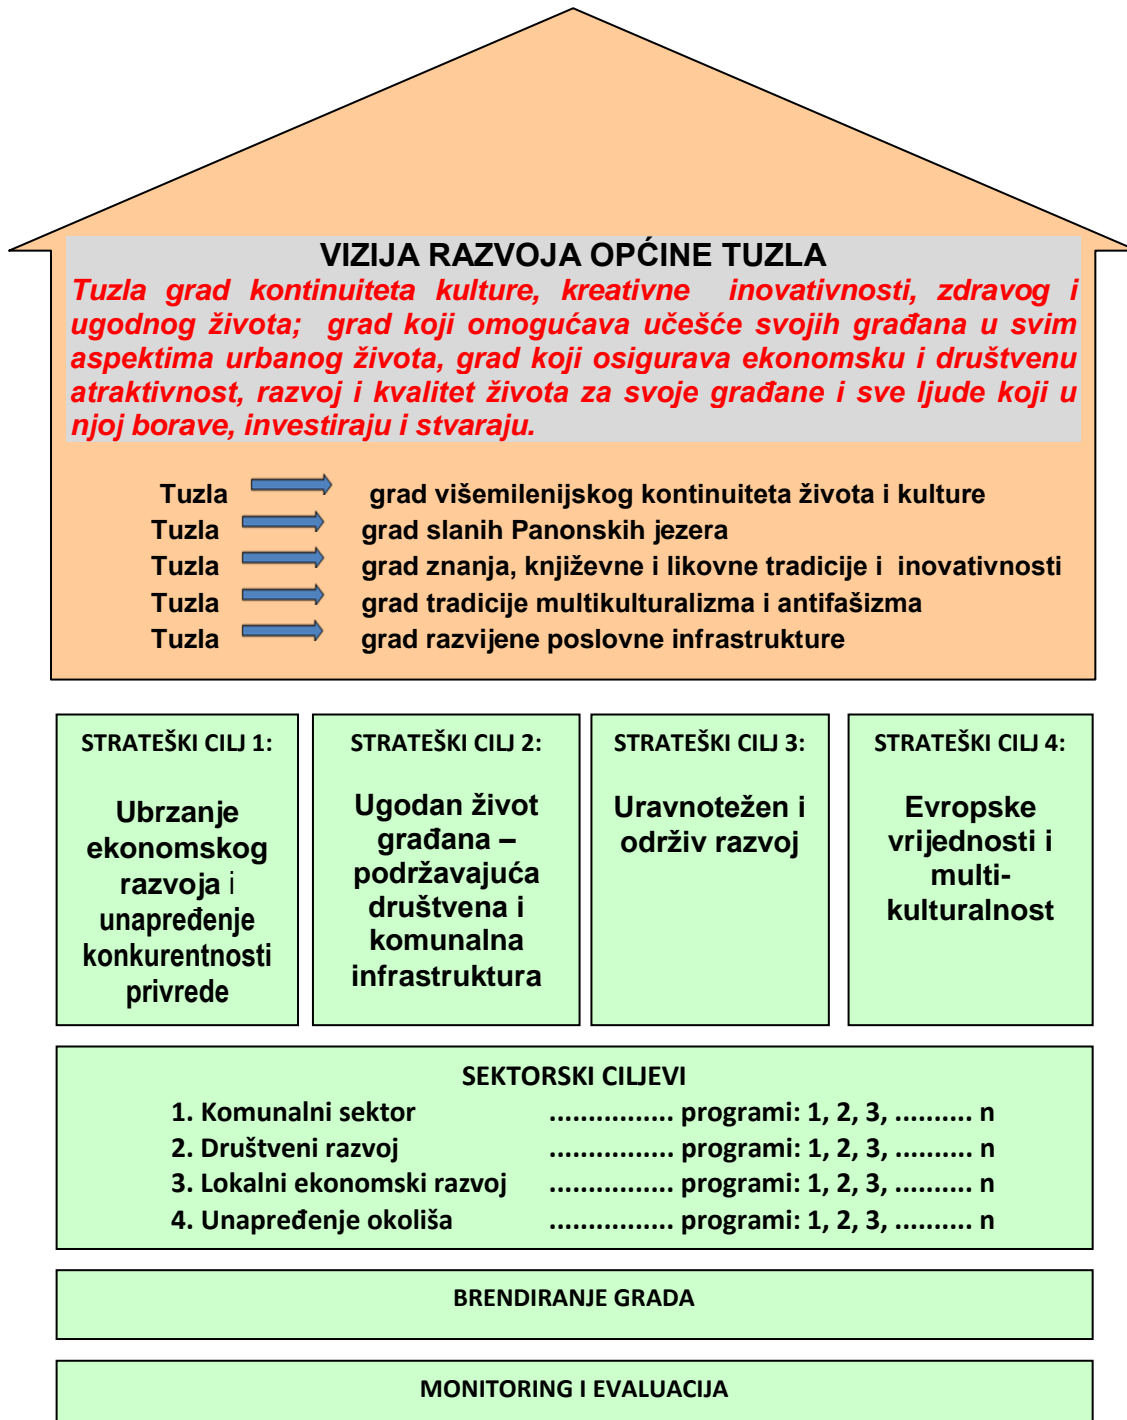 VIZIJA RAZVOJA OPĆINE TUZLA
Tuzla grad kontinuiteta kulture, kreativne inovativnosti, zdravog i
ugodnog života; grad koji omogućava učešće svojih građana u svim
aspektima urbanog života, grad koji osigurava ekonomsku i društvenu
atraktivnost, razvoj i kvalitet života za svoje građane i sve ljude koji u
njoj borave, investiraju i stvaraju.
Tuzla grad višemilenijskog kontinuiteta života i kulture
Tuzla grad slanih Panonskih jezera
Tuzla grad znanja, književne i likovne tradicije i inovativnosti
Tuzla grad tradicije multikulturalizma i antifašizma
Tuzla grad razvijene poslovne infrastrukture
STRATEŠKI CILJ 1:
Ubrzanje
ekonomskog
razvoja i
unapređenje
konkurentnosti
privrede
STRATEŠKI CILJ 2:
Ugodan život
građana –
podržavajuća
društvena i
komunalna
infrastruktura
STRATEŠKI CILJ 3:
Uravnotežen i
održiv razvoj
STRATEŠKI CILJ 4:
Evropske
vrijednosti i
multi-
kulturalnost
SEKTORSKI CILJEVI
1. Komunalni sektor ................ programi: 1, 2, 3, .......... n
2. Društveni razvoj ................ programi: 1, 2, 3, .......... n
3. Lokalni ekonomski razvoj ................ programi: 1, 2, 3, .......... n
4. Unapređenje okoliša ................ programi: 1, 2, 3, .......... n
BRENDIRANJE GRADA
MONITORING I EVALUACIJA